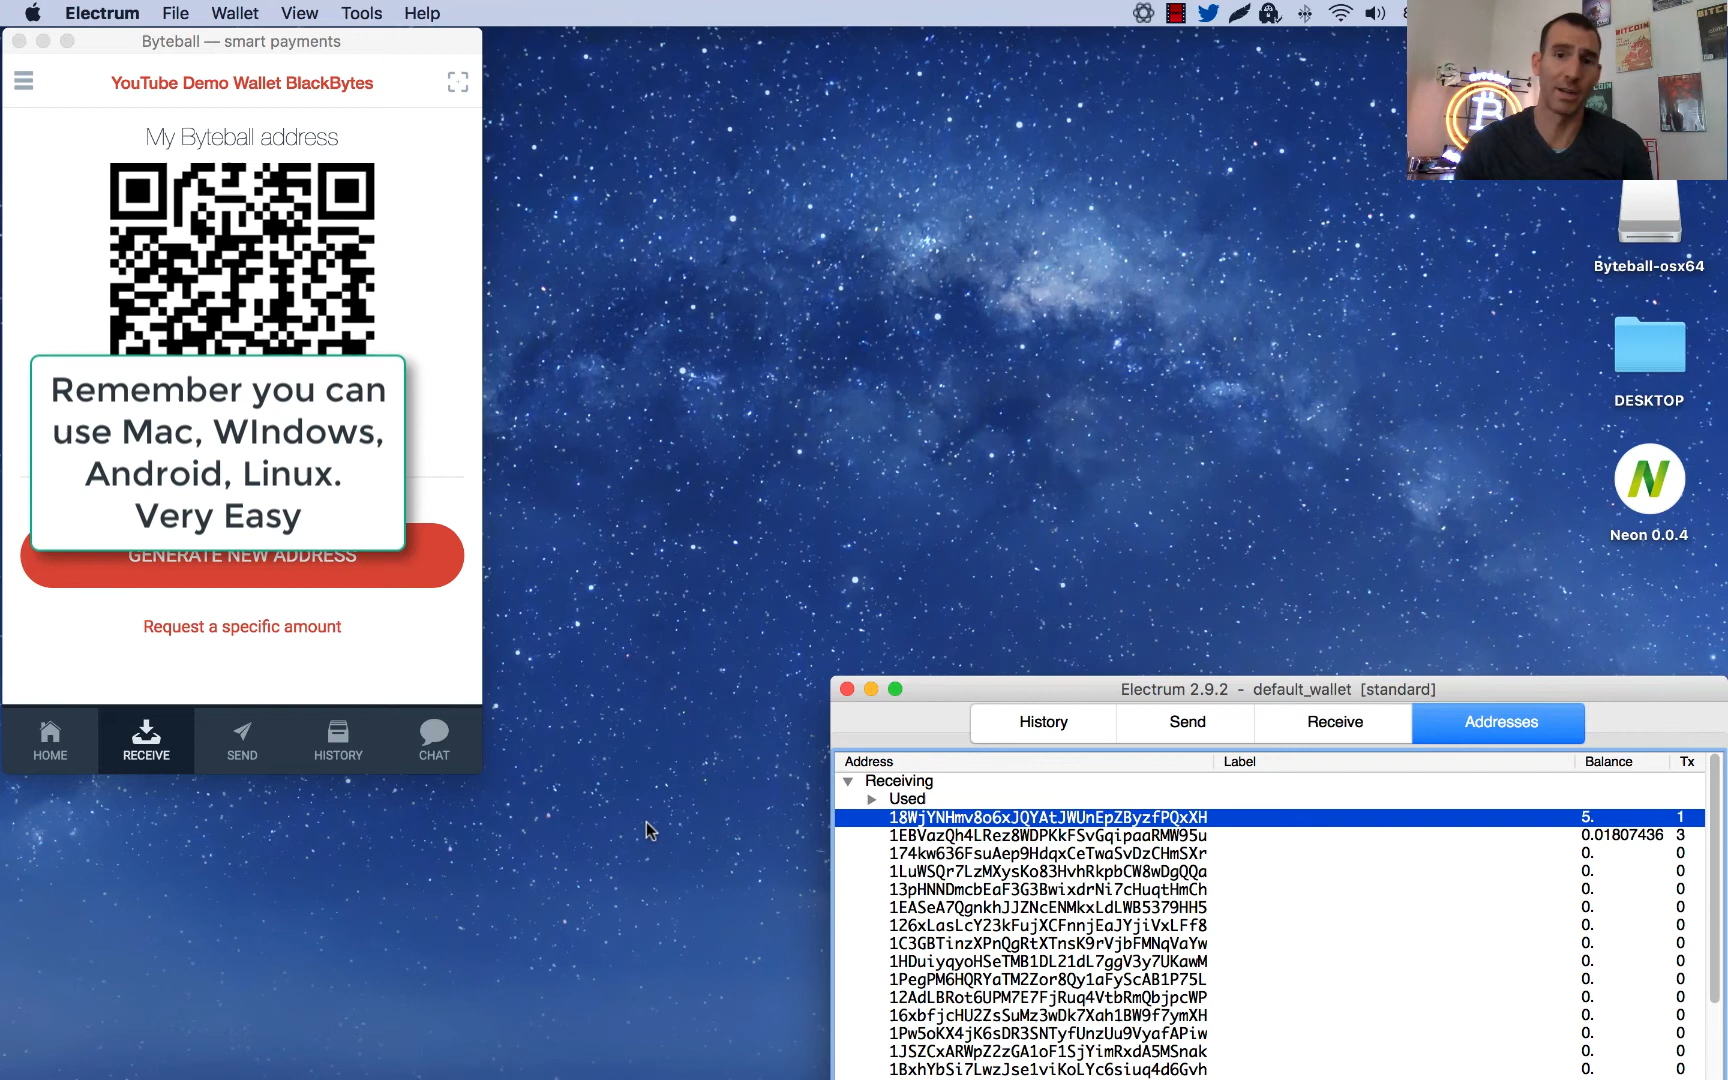 Electrum File Wallet View Tools Help
Byteball — smart payments
YouTube Demo Wallet BlackBytes
My Byteball address
Remember you can
use Mac, WIndows,
Android, Linux.
Very Easy
GENERATE NEW ADDRESS
Request a specific amount
HOME RECEIVE SEND HISTORY CHAT
BITCOIN
Byteball-osx64
DESKTOP
Neon 0.0.4
Electrum 2.9.2 - default_wallet [standard]
History Send Receive Addresses
Address Label Balance Tx
Receiving
Used
18WjYNHmv8o6xJQYAtJWUnEpZByzfPQxXH 5. 1
1EBVazQh4LRez8WDPKkFSvGqipaaRMW95u 0.01807436 3
174kw636FsuAep9HdqxCeTwaSvDzCHmSXr 0. 0
1LuWSQr7LzMXysKo83HvhRkpbCW8wDgQQa 0. 0
13pHNNDmcbEaF3G3BwixdrNi7cHuqtHmCh 0. 0
1EASeA7QgnkhJJZNcENMkxLdLWB5379HH5 0. 0
126xLasLcY23kFujXCFnnjEaJYjiVxLFf8 0. 0
1C3GBTinzXPnQgRtXTnsK9rVjbFMNqVaYw 0. 0
1HDuiyqyoHSeTMB1DL21dL7ggV3y7UKawM 0. 0
1PegPM6HQRYaTM2Zor8Qy1aFyScAB1P75L 0. 0
12AdLBRot6UPM7E7FjRuq4VtbRmQbjpcWP 0. 0
16xbfjcHU2ZsSuMz3wDk7Xah1BW9f7ymXH 0. 0
1Pw5oKX4jK6sDR3SNTyfUnzUu9VyafAPiw 0. 0
1JSZCxARWpZ2zGA1oF1SjYimRxdA5MSnak 0. 0
1BxhYbSi7LwzJse1viKoLYc6siuq4d6Gvh 0. 0